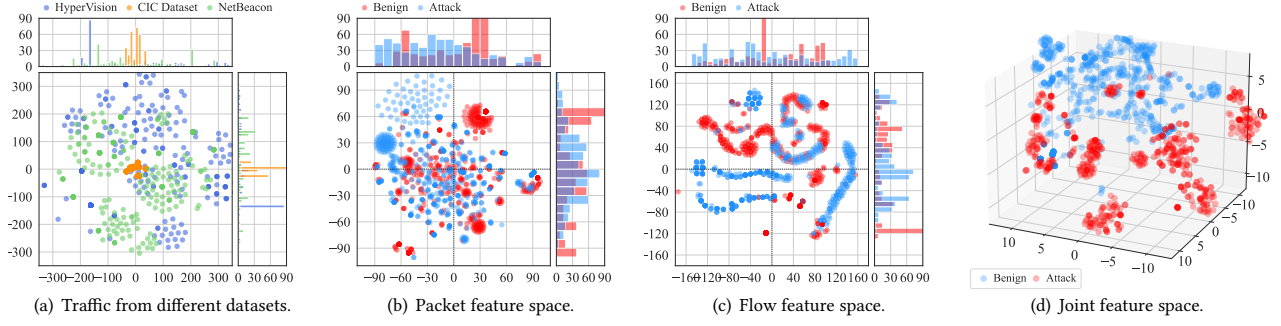 HyperVision CIC Dataset NetBeacon
90
60
30
0
300
200
100
0
−100
−200
−300
−300 −200 −100 0 100 200 300
0 30 60 90
(a) Traffic from different datasets.
Benign Attack
90
60
30
0
90
60
30
0
−30
−60
−90
−90 −60 −30 0 30 60 90
0 30 60 90
(b) Packet feature space.
Benign Attack
90
60
30
0
160
120
80
40
0
−40
−80
−120
−160
−160 −120 −80 −40 0 40 80 120 160
0 30 60 90
(c) Flow feature space.
5
0
−5
−10
10 5 0 −5 −10
10 5 0 −5 −10
Benign Attack
(d) Joint feature space.